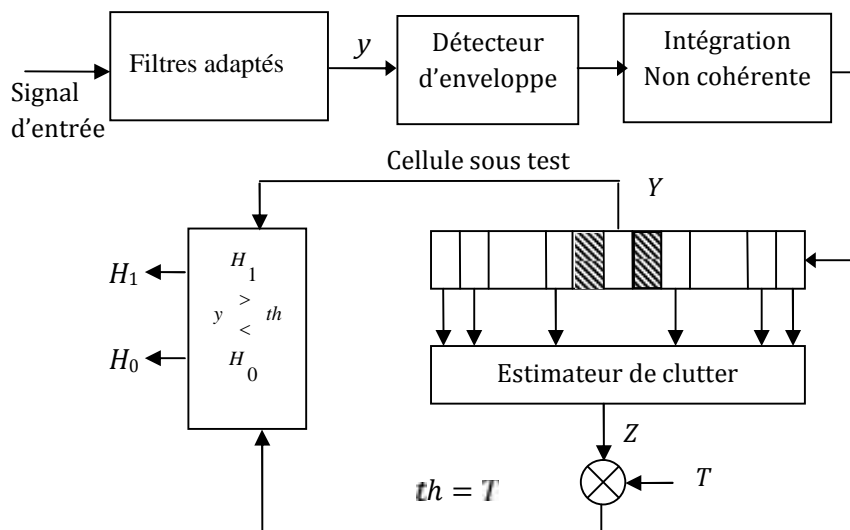 Signal
d'entrée
Filtres adaptés
y
Détecteur
d'enveloppe
Intégration
Non cohérente
Cellule sous test
Y
H₁
H₀
H₁
>
y th
<
H₀
Estimateur de clutter
Z
T
th = T